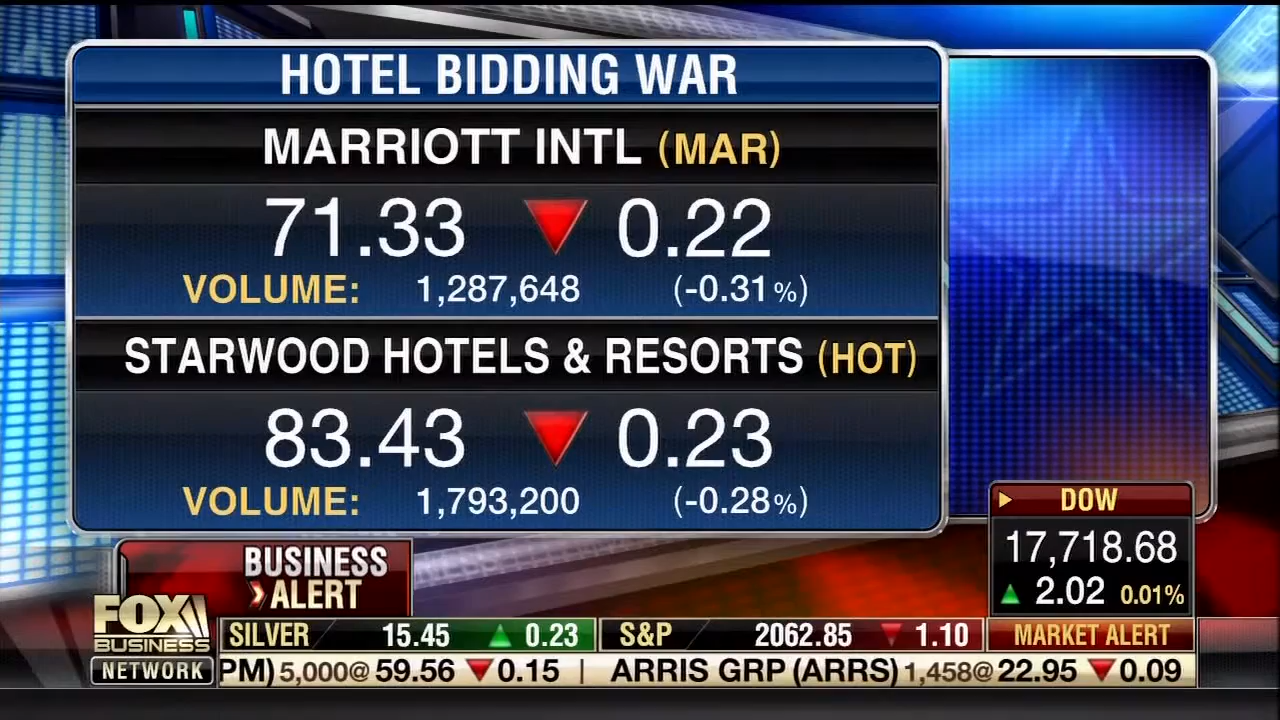 HOTEL BIDDING WAR
MARRIOTT INTL (MAR)
71.33 ▼ 0.22
VOLUME: 1,287,648 (-0.31%)
STARWOOD HOTELS & RESORTS (HOT)
83.43 ▼ 0.23
VOLUME: 1,793,200 (-0.28%)
DOW
17,718.68
▲ 2.02 0.01%
BUSINESS
ALERT
FOX
BUSINESS
NETWORK
SILVER 15.45 ▲ 0.23 S&P 2062.85 ▼ 1.10 MARKET ALERT
PM) 5,000@ 59.56 ▼0.15 | ARRIS GRP (ARRS) 1,458@ 22.95 ▼0.09